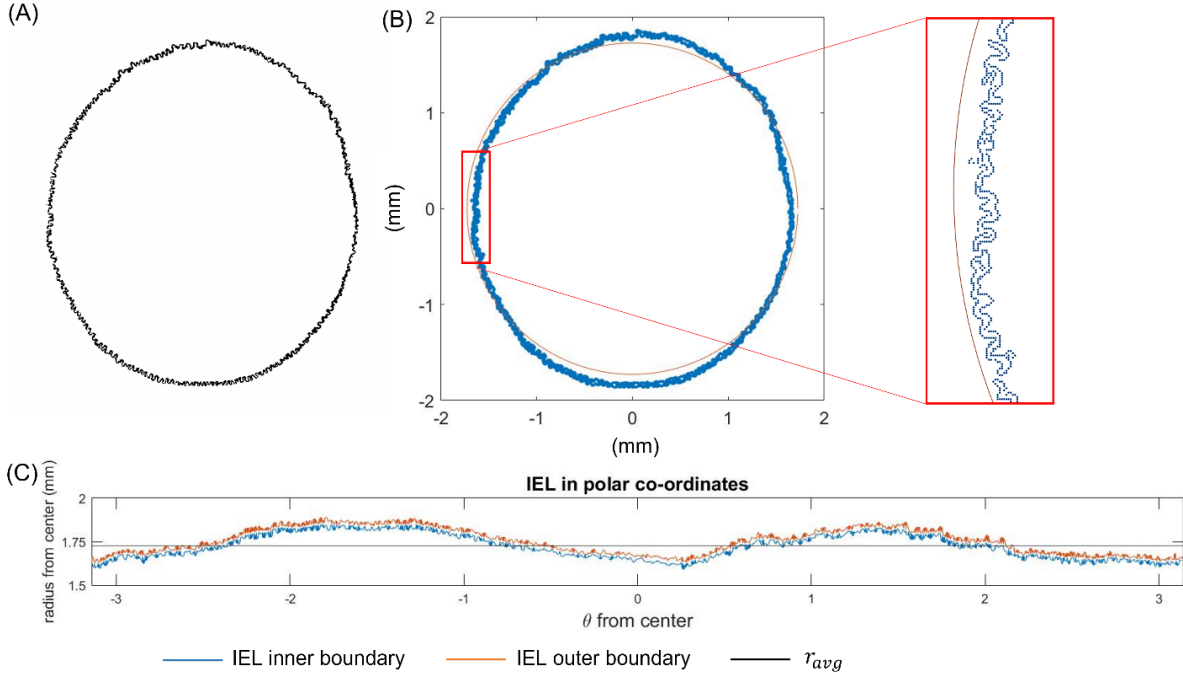 (A)
(B)
2
1
0
-1
-2
(mm)
-2
-1
0
1
2
(mm)
(C)
IEL in polar co-ordinates
radius from center (mm)
2
1.75
1.5
-3
-2
-1
0
1
2
3
θ from center
IEL inner boundary
IEL outer boundary
r_avg